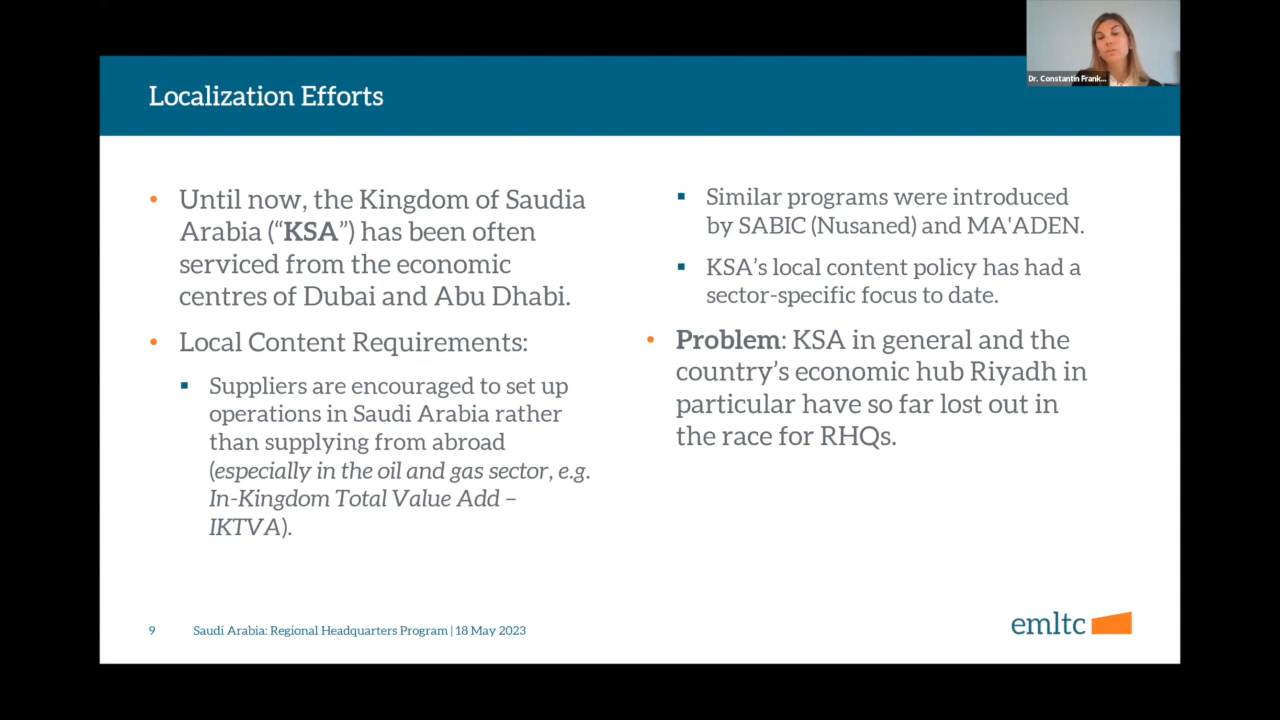 Dr. Constantin Frank...
Localization Efforts
• Until now, the Kingdom of Saudia
Arabia (“KSA”) has been often
serviced from the economic
centres of Dubai and Abu Dhabi.
• Local Content Requirements:
▪ Suppliers are encouraged to set up
operations in Saudi Arabia rather
than supplying from abroad
(especially in the oil and gas sector, e.g.
In-Kingdom Total Value Add –
IKTVA).
▪ Similar programs were introduced
by SABIC (Nusaned) and MA'ADEN.
▪ KSA’s local content policy has had a
sector-specific focus to date.
• Problem: KSA in general and the
country’s economic hub Riyadh in
particular have so far lost out in
the race for RHQs.
9 Saudi Arabia: Regional Headquarters Program | 18 May 2023
emltc